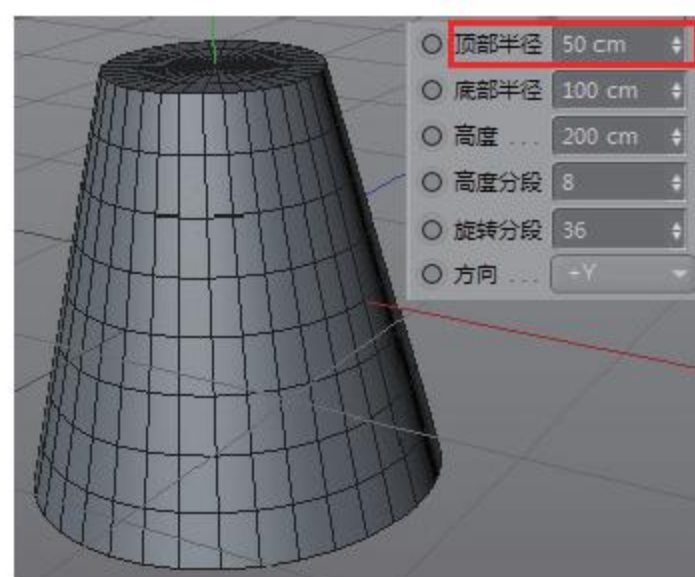 顶部半径 50 cm
底部半径 100 cm
高度 ... 200 cm
高度分段 8
旋转分段 36
方向 ... +Y